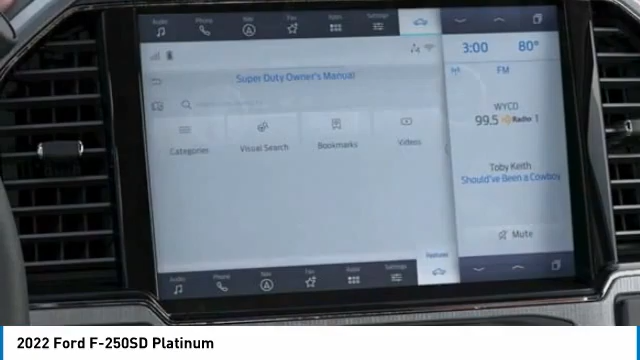 Audio Phone Nav Fav Apps Settings
3:00 80°
Super Duty Owner's Manual
FM
Categories Visual Search Bookmarks Videos
WYCD
99.5 Radio 1
Toby Keith
Should've Been a Cowboy
Mute
Features
Audio Phone Nav Fav Apps Settings
2022 Ford F-250SD Platinum